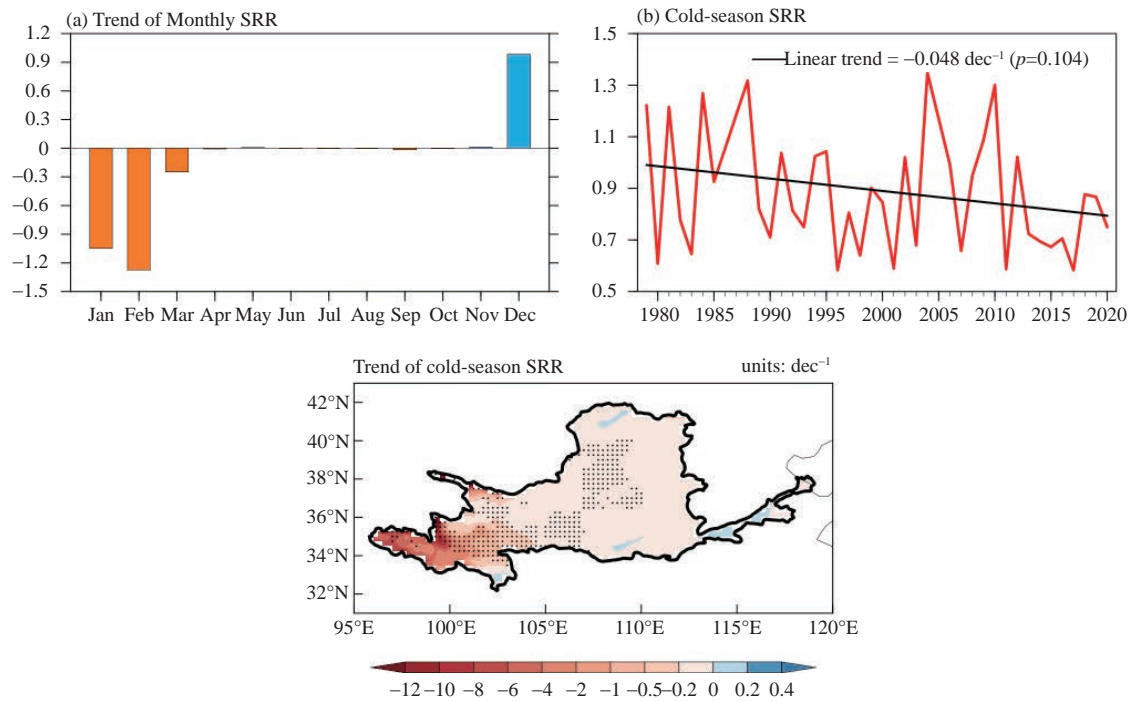 (a) Trend of Monthly SRR
1.2
0.9
0.6
0.3
0
−0.3
−0.6
−0.9
−1.2
−1.5
Jan Feb Mar Apr May Jun Jul Aug Sep Oct Nov Dec
(b) Cold-season SRR
1.5
1.3
1.1
0.9
0.7
0.5
Linear trend = −0.048 dec⁻¹ (p=0.104)
1980 1985 1990 1995 2000 2005 2010 2015 2020
Trend of cold-season SRR units: dec⁻¹
42°N
40°N
38°N
36°N
34°N
32°N
95°E 100°E 105°E 110°E 115°E 120°E
−12 −10 −8 −6 −4 −2 −1 −0.5 −0.2 0 0.2 0.4